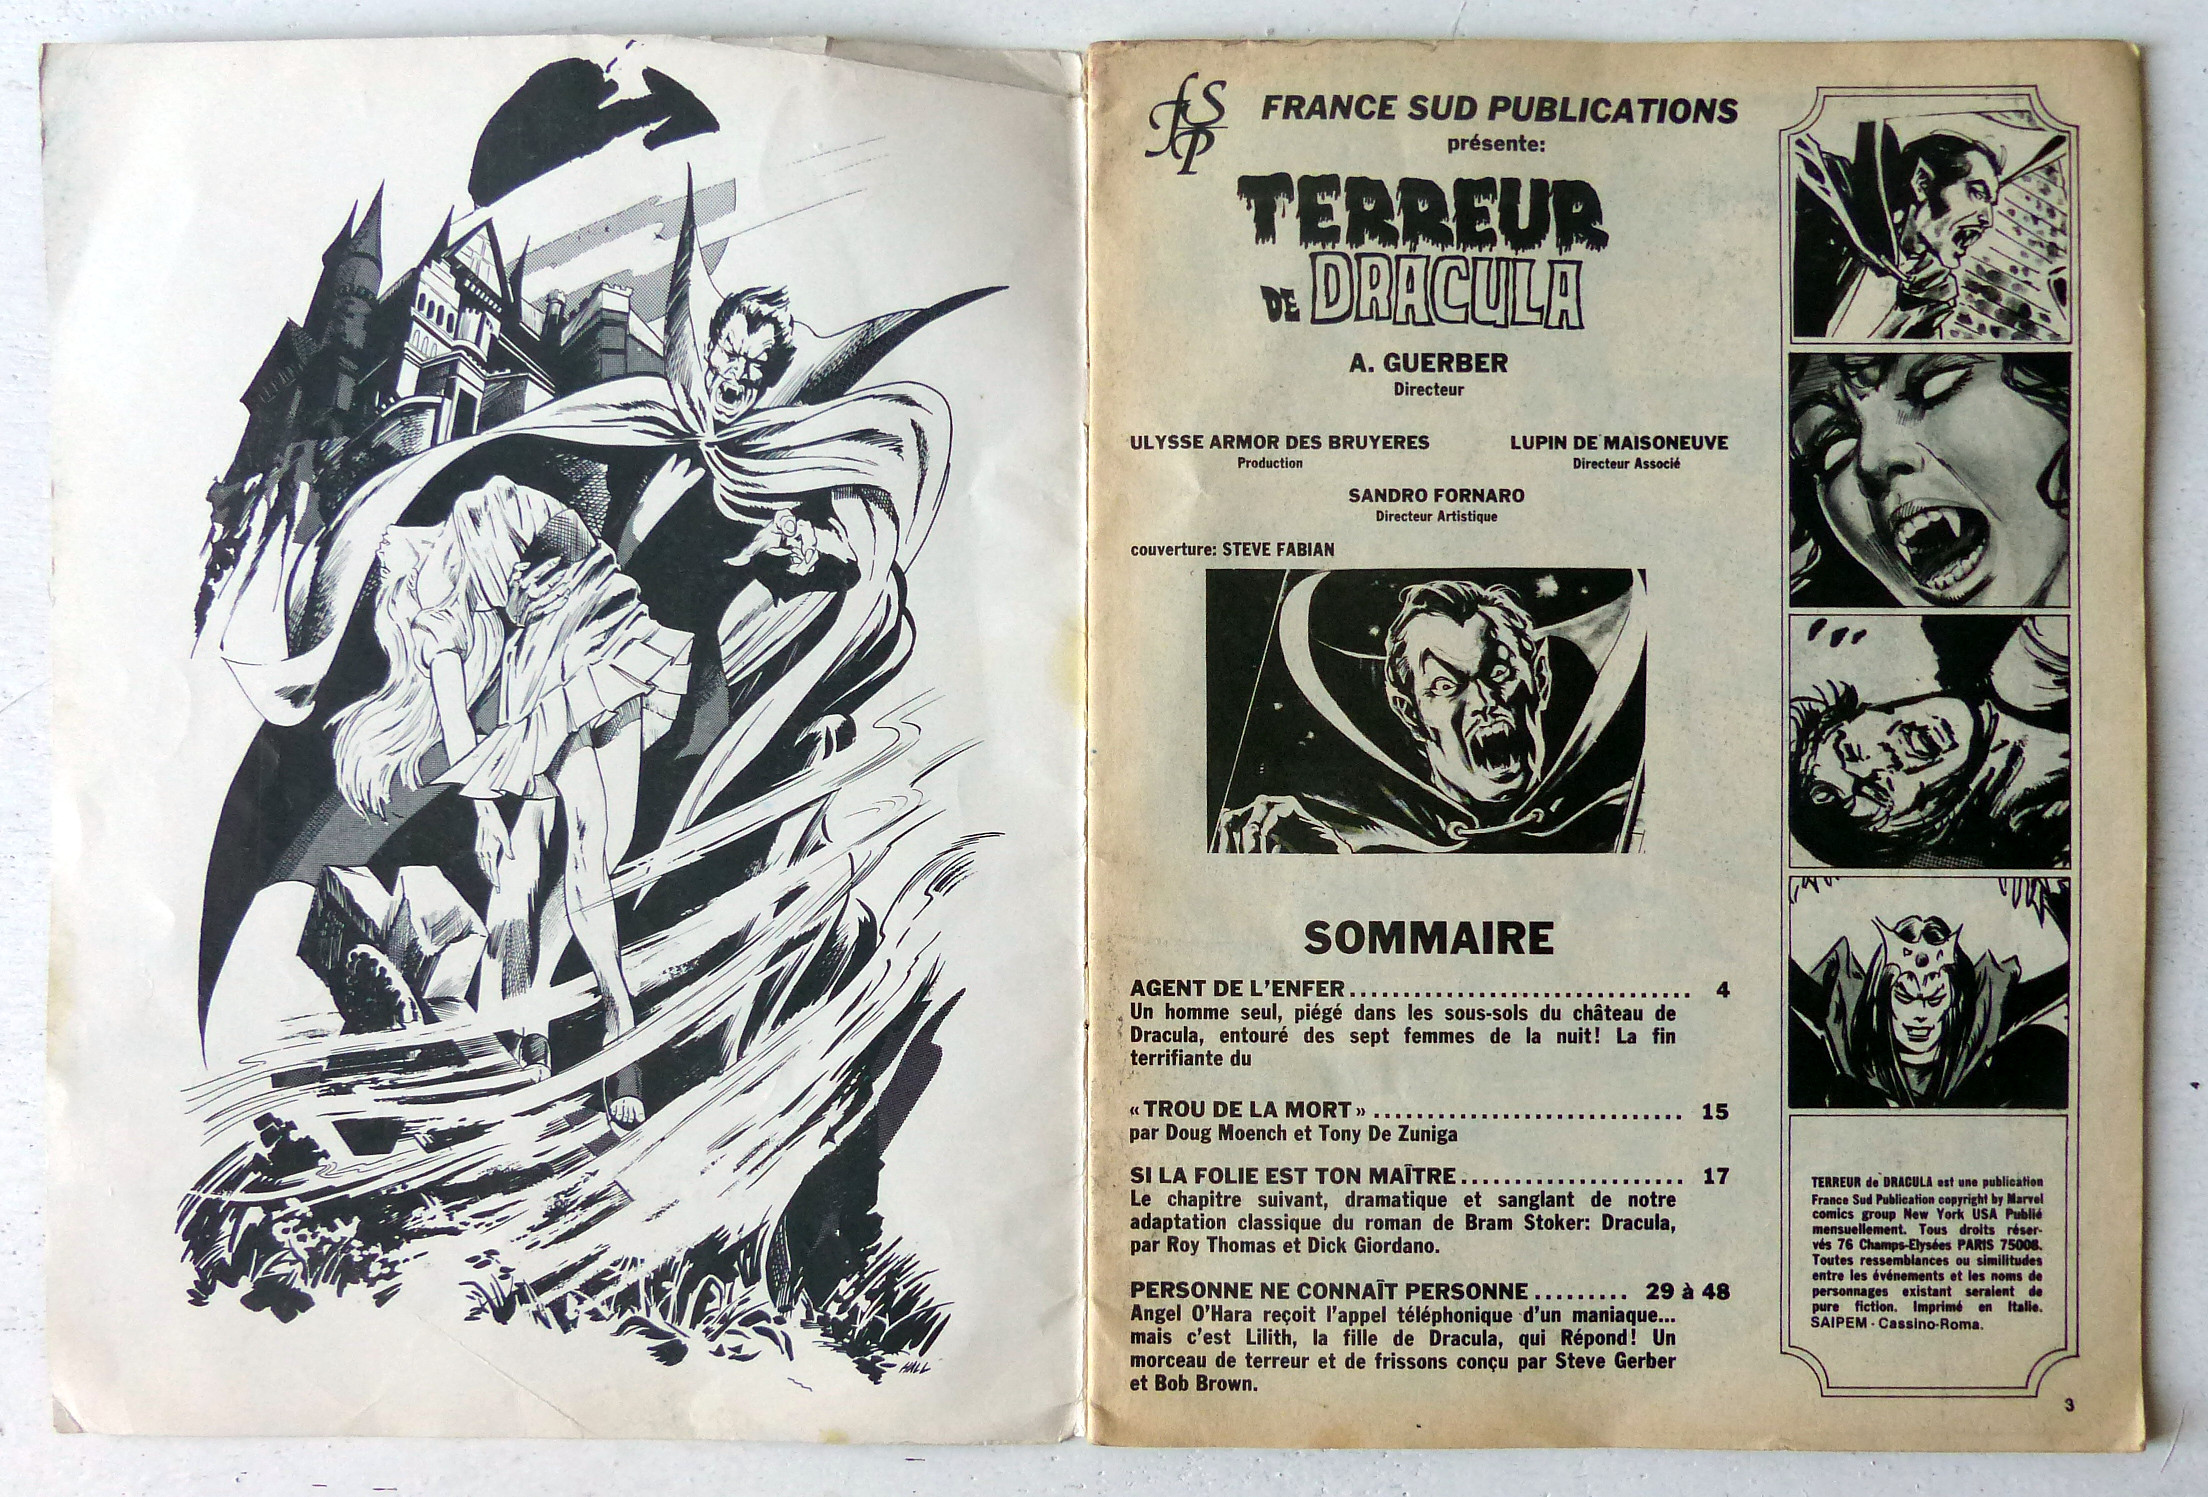 HALL
FSP
FRANCE SUD PUBLICATIONS
présente:
TERREUR
DE DRACULA
A. GUERBER
Directeur
ULYSSE ARMOR DES BRUYERES
Production
LUPIN DE MAISONEUVE
Directeur Associé
SANDRO FORNARO
Directeur Artistique
couverture: STEVE FABIAN
SOMMAIRE
AGENT DE L'ENFER................................ 4
Un homme seul, piégé dans les sous-sols du château de
Dracula, entouré des sept femmes de la nuit! La fin
terrifiante du
«TROU DE LA MORT»............................. 15
par Doug Moench et Tony De Zuniga
SI LA FOLIE EST TON MAÎTRE..................... 17
Le chapitre suivant, dramatique et sanglant de notre
adaptation classique du roman de Bram Stoker: Dracula,
par Roy Thomas et Dick Giordano.
PERSONNE NE CONNAÎT PERSONNE......... 29 à 48
Angel O'Hara reçoit l'appel téléphonique d'un maniaque...
mais c'est Lilith, la fille de Dracula, qui Répond! Un
morceau de terreur et de frissons conçu par Steve Gerber
et Bob Brown.
TERREUR de DRACULA est une publication
France Sud Publication copyright by Marvel
comics group New York USA Publié
mensuellement. Tous droits réser-
vés 76 Champs-Elysées PARIS 75008.
Toutes ressemblances ou similitudes
entre les événements et les noms de
personnages existant seraient de
pure fiction. Imprimé en Italie.
SAIPEM - Cassino-Roma.
3